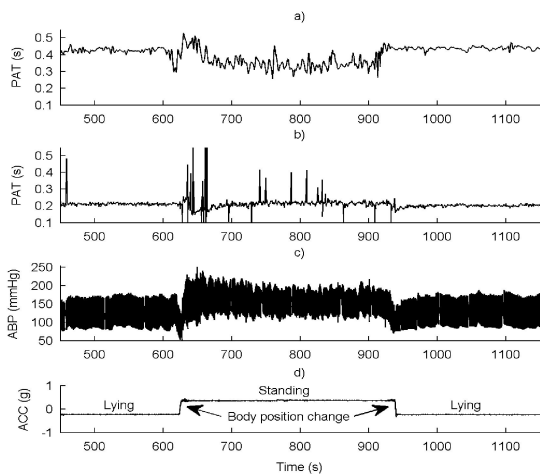 a)
PAT (s)
0.5
0.4
0.3
0.2
0.1
500 600 700 800 900 1000 1100
b)
PAT (s)
0.5
0.4
0.3
0.2
0.1
500 600 700 800 900 1000 1100
c)
ABP (mmHg)
250
200
150
100
50
500 600 700 800 900 1000 1100
d)
ACC (g)
1
0
-1
Lying
Standing
Lying
Body position change
500 600 700 800 900 1000 1100
Time (s)